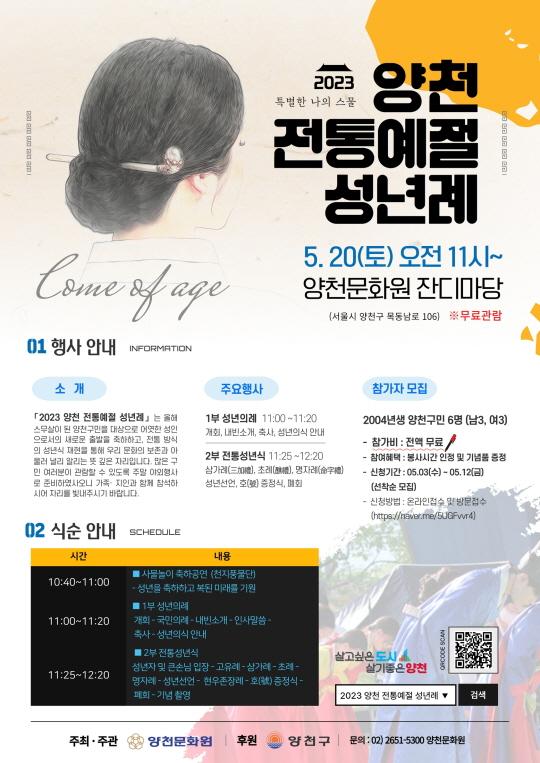 2023
특별한 나의 스물
양천
전통예절
성년례
5. 20(토) 오전 11시~
양천문화원 잔디마당
(서울시 양천구 목동남로 106) ※무료관람
Come of age
01 행사 안내 INFORMATION
소 개
「2023 양천 전통예절 성년례」는 올해
스무살이 된 양천구민을 대상으로 어엿한 성인
으로서의 새로운 출발을 축하하고, 전통 방식
의 성년식 재현을 통해 우리 문화의 보존과 아
울러 널리 알리는 뜻 깊은 자리입니다. 많은 구
민 여러분이 관람할 수 있도록 주말 야외행사
로 준비하였사오니 가족· 지인과 함께 참석하
시어 자리를 빛내주시기 바랍니다.
주요행사
1부 성년의례 11:00 ~11:20
개회, 내빈소개, 축사, 성년의식 안내
2부 전통성년식 11:25 ~12:20
삼가례(三加禮), 초례(醮禮), 명자례(命字禮)
성년선언, 호(號) 증정식, 폐회
참가자 모집
2004년생 양천구민 6명 (남3, 여3)
- 참가비 : 전액 무료
- 참여혜택 : 봉사시간 인정 및 기념품 증정
- 신청기간 : 05.03(수) ~ 05.12(금)
(선착순 모집)
- 신청방법 : 온라인접수 및 방문접수
(https://naver.me/5UGFvvr4)
02 식순 안내 SCHEDULE
시간 내용
10:40~11:00
■ 사물놀이 축하공연 (천지풍물단)
- 성년을 축하하고 복된 미래를 기원
11:00~11:20
■ 1부 성년의례
개회 - 국민의례 - 내빈소개 - 인사말씀 -
축사 - 성년의식 안내
11:25~12:20
■ 2부 전통성년식
성년자 및 큰손님 입장 - 고유례 - 삼가례 - 초례 -
명자례 - 성년선언 - 현우존장례 - 호(號) 증정식 -
폐회 - 기념 촬영
살고싶은 도시
살기좋은 양천
QRCODE SCAN
2023 양천 전통예절 성년례 ▼ 검색
주최 · 주관 양천문화원 후원 양천구 문의 : 02) 2651-5300 양천문화원